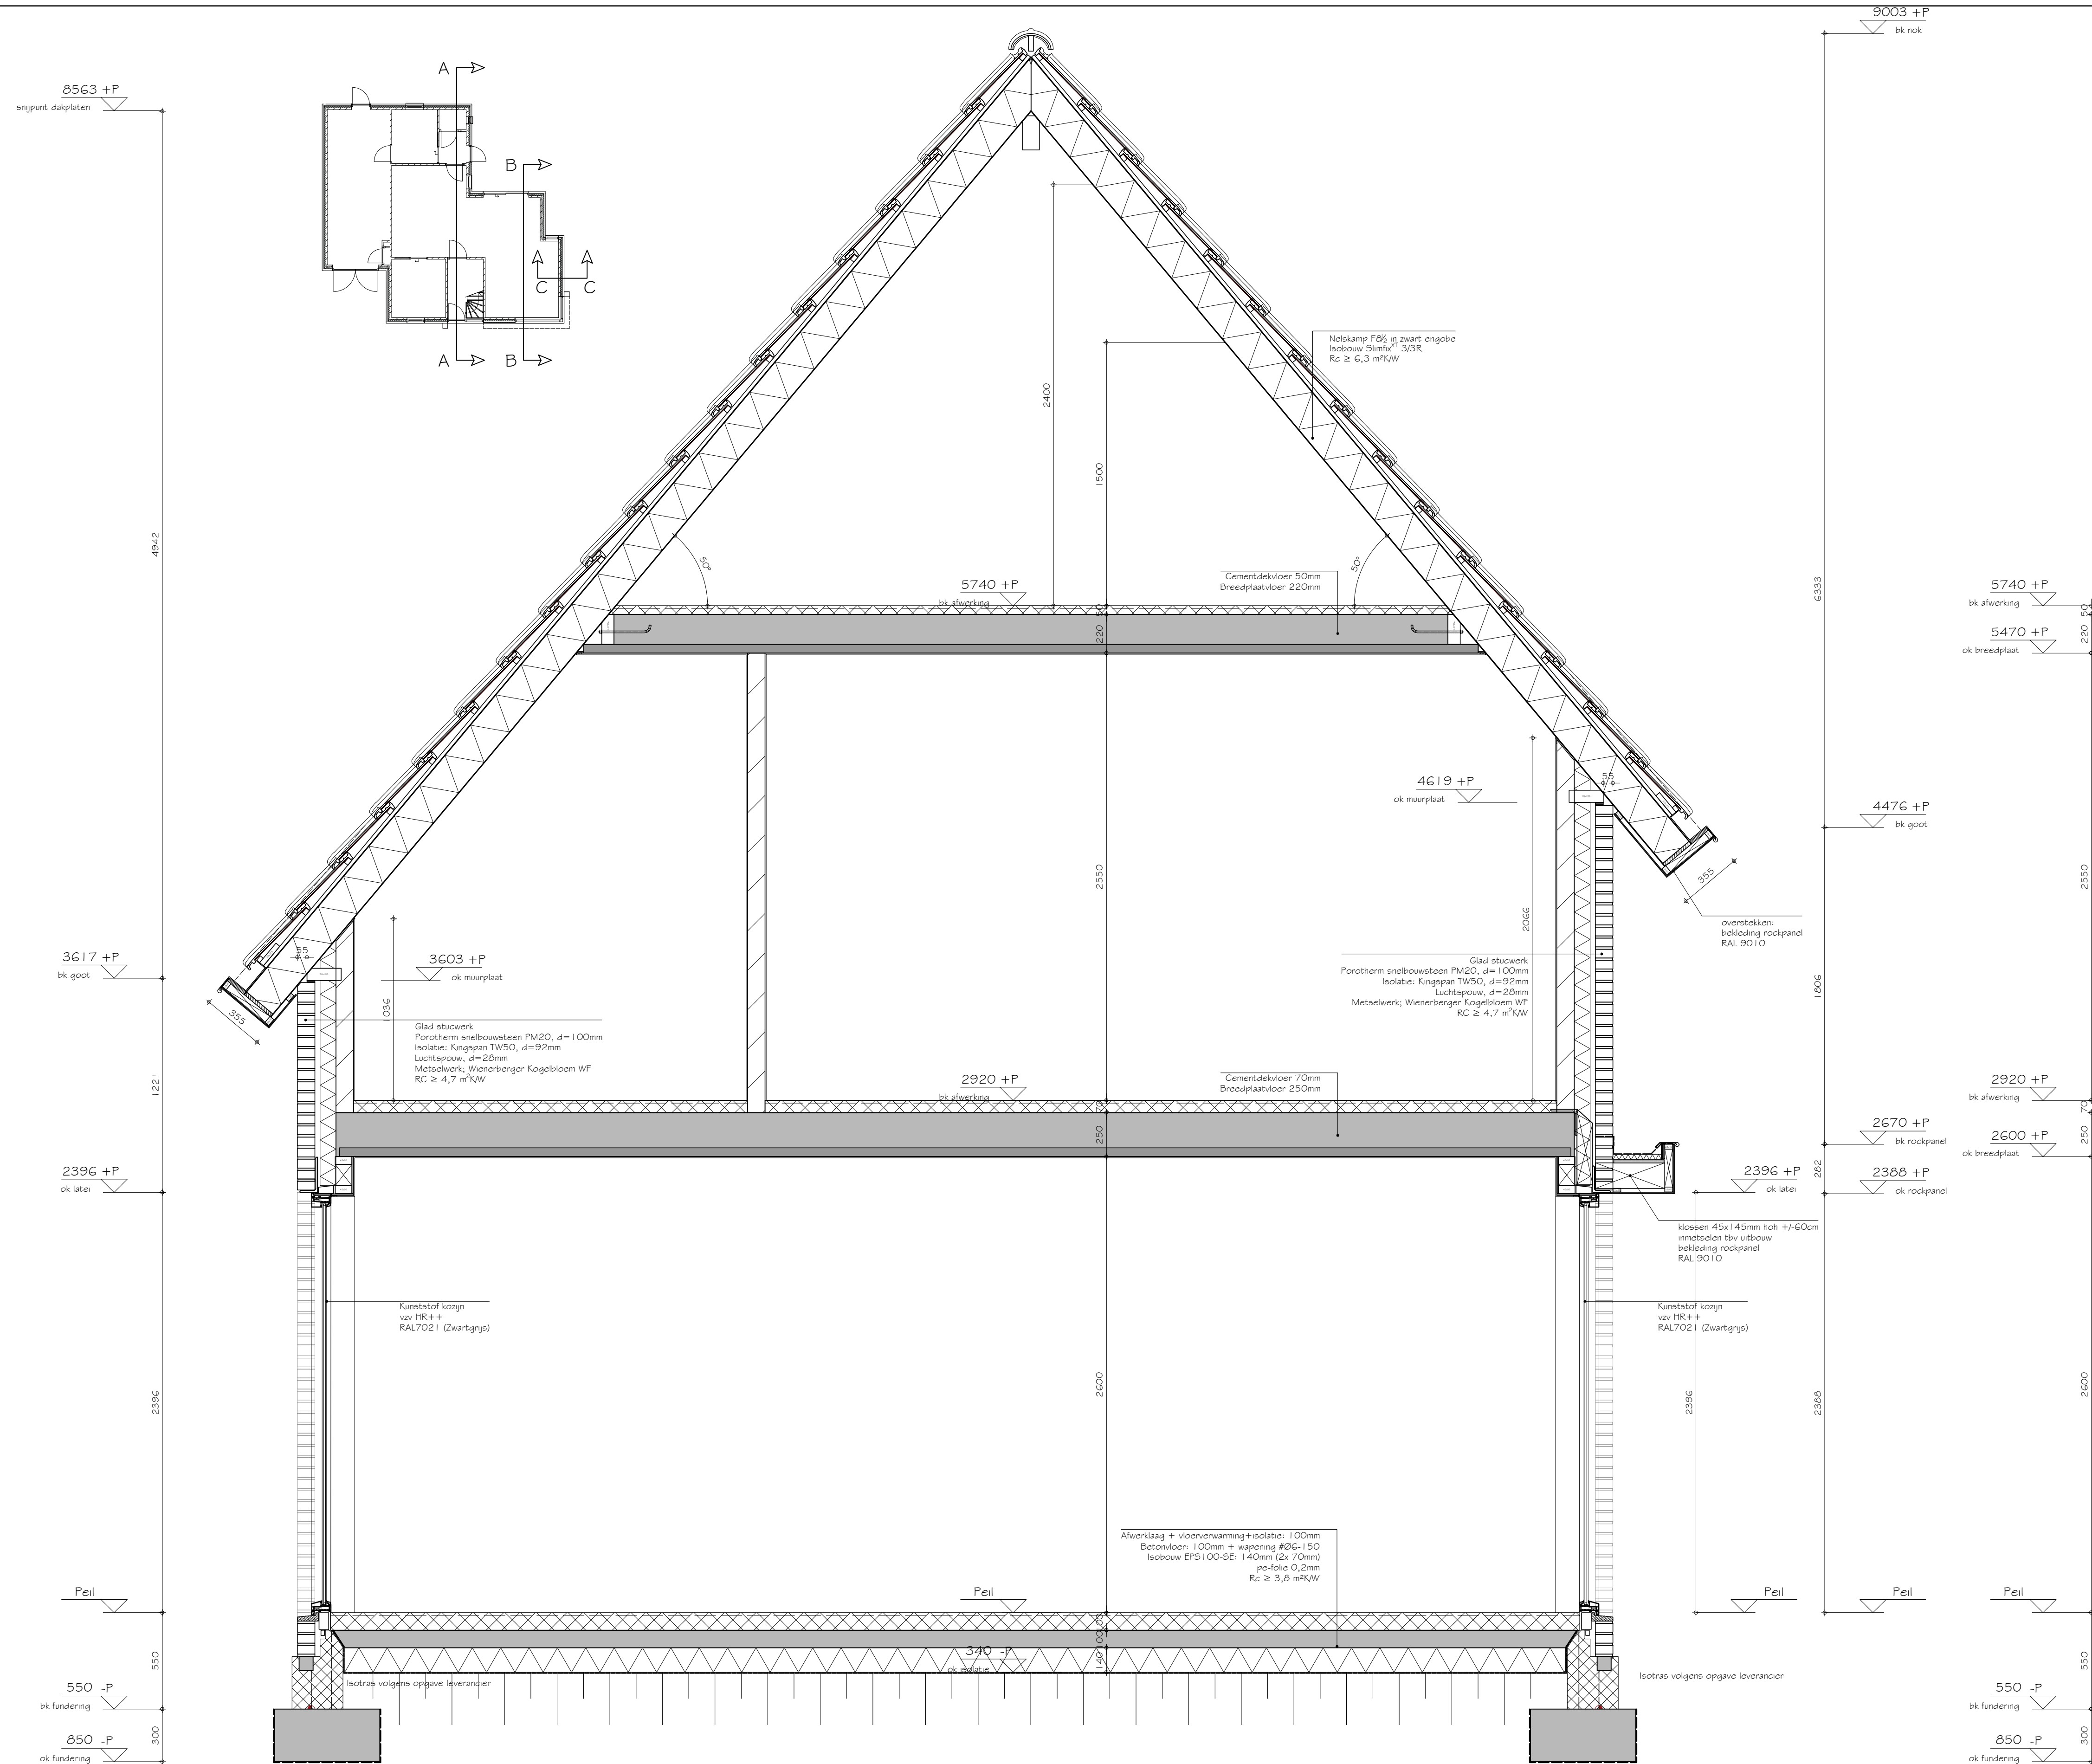 9003 +P
bk nok
8563 +P
snijpunt dakplaten
A
B
C
C
A
B
Nelskamp F8½ in zwart engobe
Isobouw Slimfix XT 3/3R
Rc ≥ 6,3 m²K/W
2400
1500
4942
6333
50°
50°
5740 +P
bk afwerking
Cementdekvloer 50mm
Breedplaatvloer 220mm
50
220
5740 +P
bk afwerking
50
5470 +P
ok breedplaat
220
4619 +P
ok muurplaat
55
4476 +P
bk goot
355
2550
2550
2066
overstekken:
bekleding rockpanel
RAL 9010
3617 +P
bk goot
55
3603 +P
ok muurplaat
355
1036
Glad stucwerk
Porotherm snelbouwsteen PM20, d=100mm
Isolatie: Kingspan TW50, d=92mm
Luchtspouw, d=28mm
Metselwerk; Wienerberger Kogelbloem WF
RC ≥ 4,7 m²K/W
Glad stucwerk
Porotherm snelbouwsteen PM20, d=100mm
Isolatie: Kingspan TW50, d=92mm
Luchtspouw, d=28mm
Metselwerk; Wienerberger Kogelbloem WF
RC ≥ 4,7 m²K/W
1806
1221
2920 +P
bk afwerking
Cementdekvloer 70mm
Breedplaatvloer 250mm
70
250
2920 +P
bk afwerking
70
2670 +P
bk rockpanel
2600 +P
ok breedplaat
250
282
2396 +P
ok latei
2396 +P
ok latei
2388 +P
ok rockpanel
klossen 45x145mm hoh +/-60cm
inmetselen tbv uitbouw
bekleding rockpanel
RAL 9010
Kunststof kozijn
vzv HR++
RAL7021 (Zwartgrijs)
Kunststof kozijn
vzv HR++
RAL7021 (Zwartgrijs)
2396
2600
2396
2388
2600
Afwerklaag + vloerverwarming+isolatie: 100mm
Betonvloer: 100mm + wapening #Ø6-150
Isobouw EPS100-SE: 140mm (2x 70mm)
pe-folie 0,2mm
Rc ≥ 3,8 m²K/W
Peil
Peil
Peil
Peil
Peil
100
100
140
340 -P
ok isolatie
550
550
Isotras volgens opgave leverancier
Isotras volgens opgave leverancier
550 -P
bk fundering
550 -P
bk fundering
300
300
850 -P
ok fundering
850 -P
ok fundering